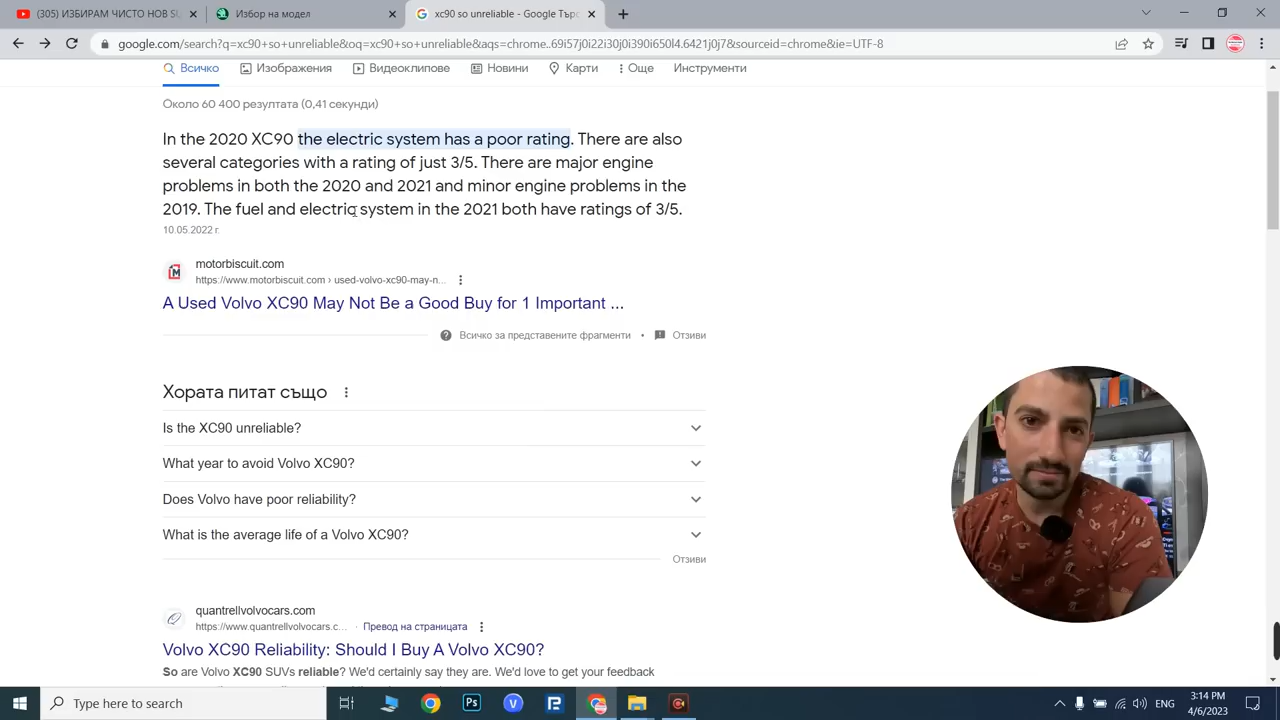 (305) ИЗБИРАМ ЧИСТО НОВ SU
Избор на модел
xc90 so unreliable - Google Търс
google.com/search?q=xc90+so+unreliable&oq=xc90+so+unreliable&aqs=chrome..69i57j0i22i30j0i390i650l4.6421j0j7&sourceid=chrome&ie=UTF-8
Всичко
Изображения
Видеоклипове
Новини
Карти
Още
Инструменти
Около 60 400 резултата (0,41 секунди)
In the 2020 XC90 the electric system has a poor rating. There are also
several categories with a rating of just 3/5. There are major engine
problems in both the 2020 and 2021 and minor engine problems in the
2019. The fuel and electric system in the 2021 both have ratings of 3/5.
10.05.2022 г.
motorbiscuit.com
https://www.motorbiscuit.com › used-volvo-xc90-may-n...
A Used Volvo XC90 May Not Be a Good Buy for 1 Important ...
Всичко за представените фрагменти • Отзиви
Хората питат също
Is the XC90 unreliable?
What year to avoid Volvo XC90?
Does Volvo have poor reliability?
What is the average life of a Volvo XC90?
Отзиви
quantrellvolvocars.com
https://www.quantrellvolvocars.c... · Превод на страницата
Volvo XC90 Reliability: Should I Buy A Volvo XC90?
So are Volvo XC90 SUVs reliable? We'd certainly say they are. We'd love to get your feedback
Type here to search
ENG
3:14 PM
4/6/2023